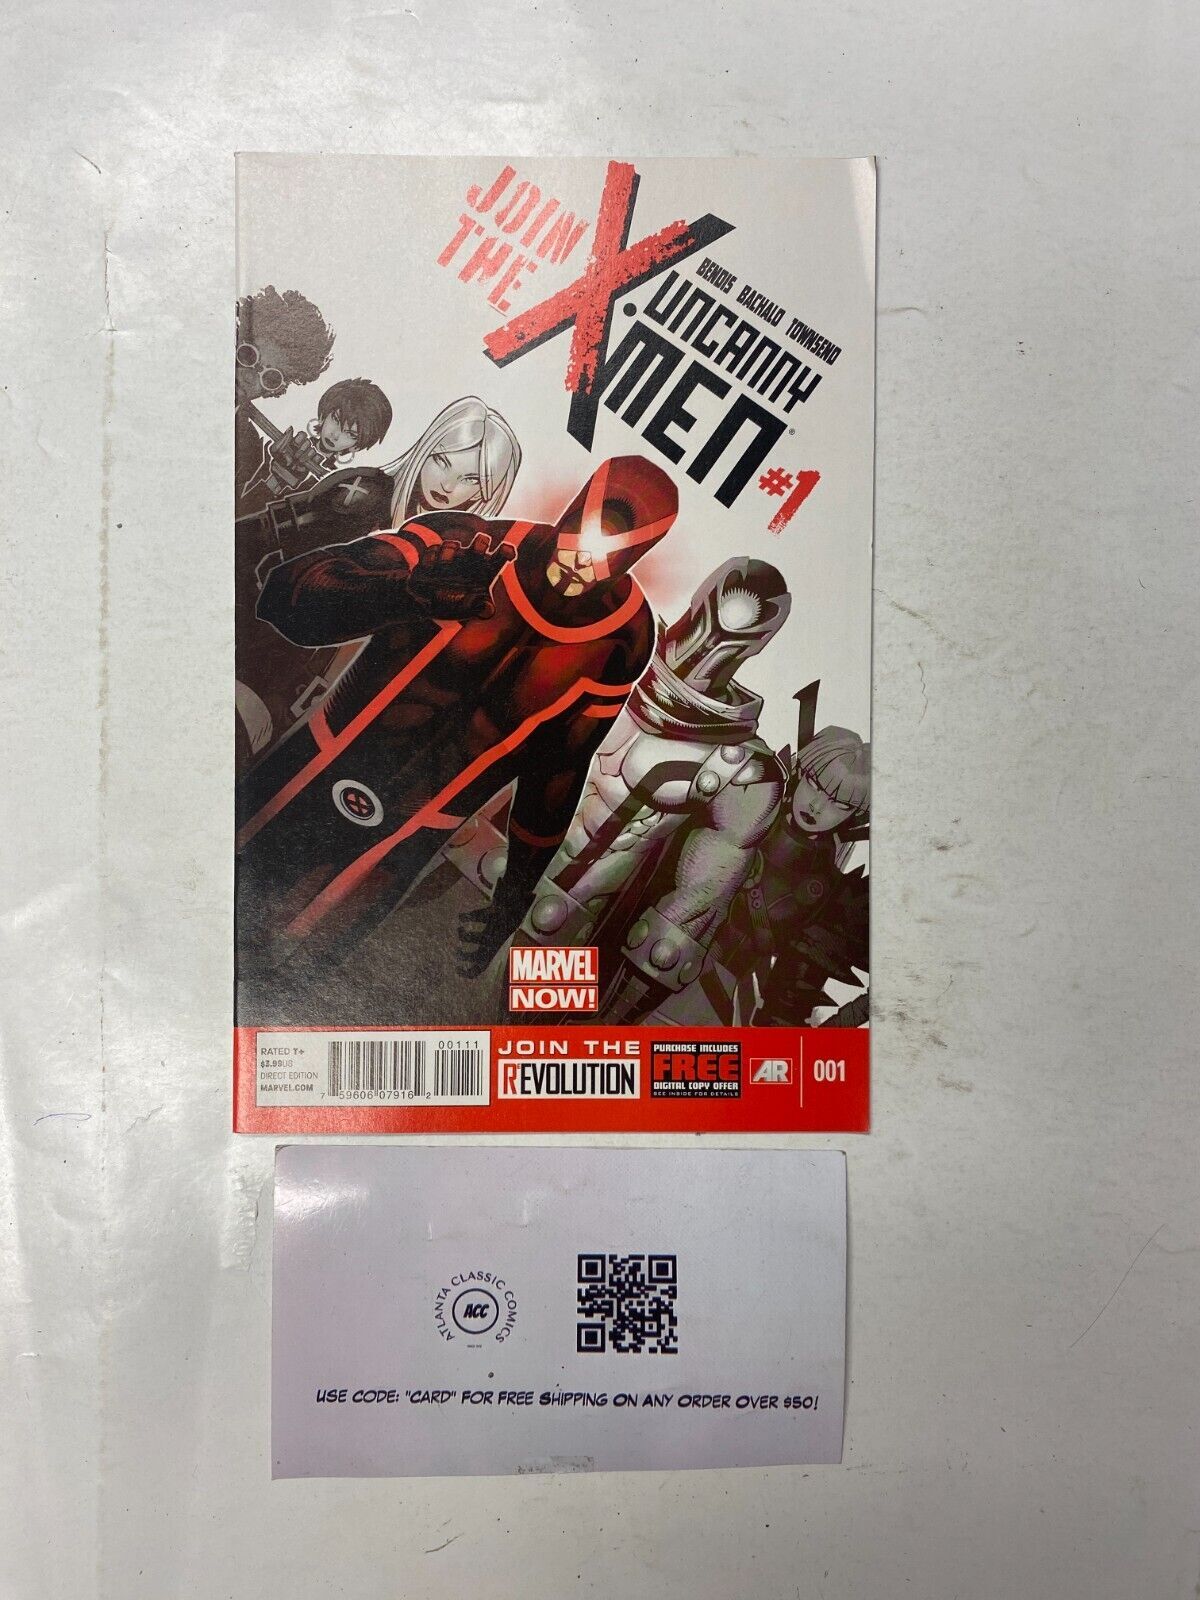 JOIN
THE
X
BENDIS BACHALO TOWNSEND
UNCANNY
X-MEN®
#1
MARVEL
NOW!
RATED T+
$3.99US
DIRECT EDITION
MARVEL.COM
00111
7 59606 07916 2
JOIN THE
REVOLUTION
PURCHASE INCLUDES
FREE
DIGITAL COPY OFFER
SEE INSIDE FOR DETAILS
AR
001
ATLANTA CLASSIC COMICS
ACC
USE CODE: "CARD" FOR FREE SHIPPING ON ANY ORDER OVER $50!